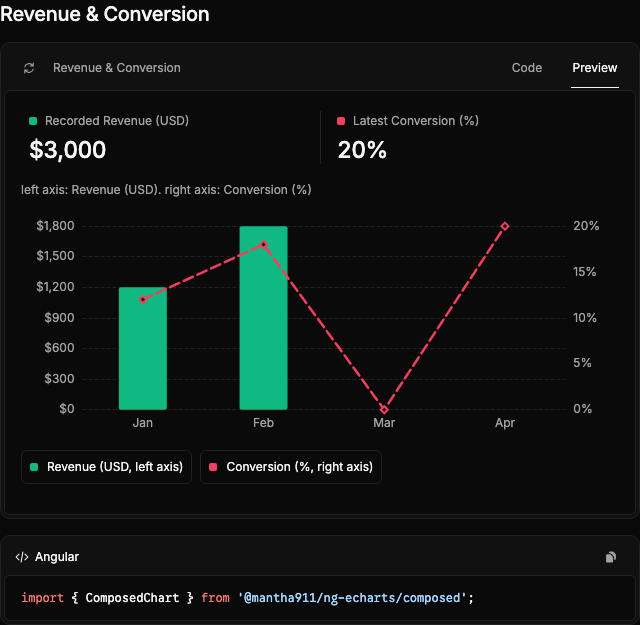 Revenue & Conversion
Revenue & Conversion
Code
Preview
Recorded Revenue (USD)
$3,000
Latest Conversion (%)
20%
left axis: Revenue (USD). right axis: Conversion (%)
$1,800
$1,500
$1,200
$900
$600
$300
$0
20%
15%
10%
5%
0%
Jan
Feb
Mar
Apr
Revenue (USD, left axis)
Conversion (%, right axis)
</> Angular
import { ComposedChart } from '@mantha911/ng-echarts/composed';